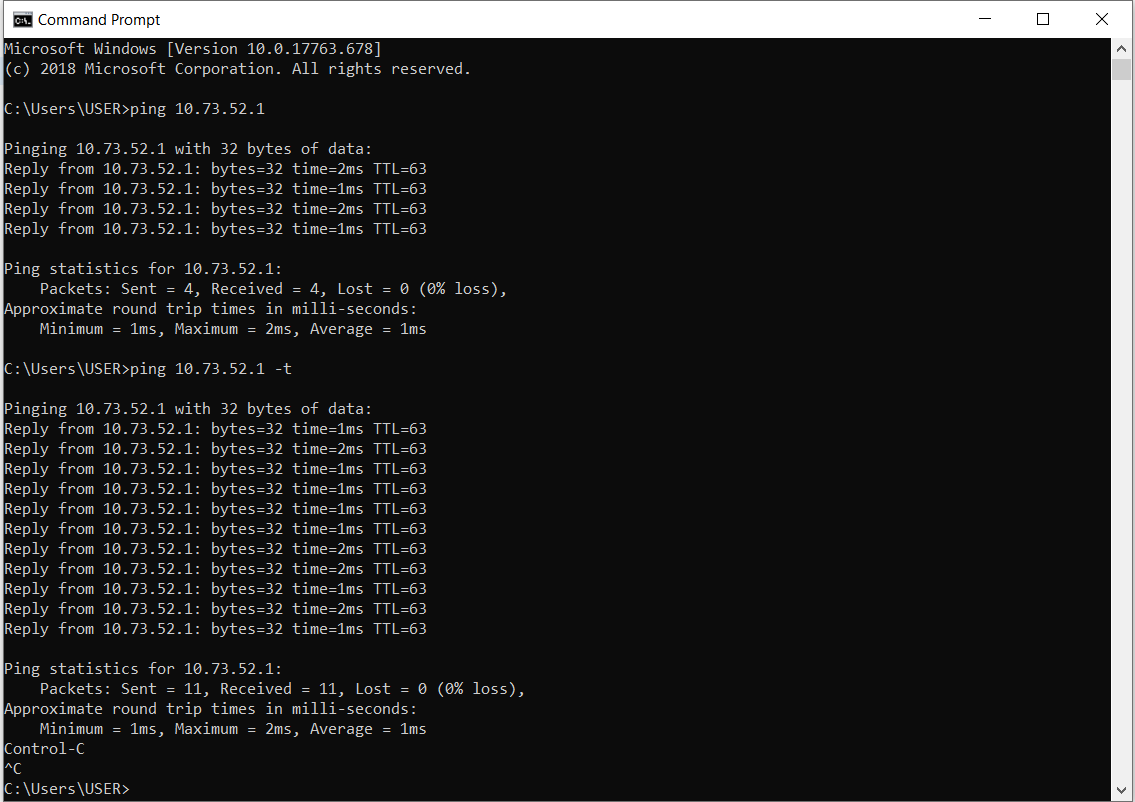 Command Prompt
Microsoft Windows [Version 10.0.17763.678]
(c) 2018 Microsoft Corporation. All rights reserved.
C:\Users\USER>ping 10.73.52.1
Pinging 10.73.52.1 with 32 bytes of data:
Reply from 10.73.52.1: bytes=32 time=2ms TTL=63
Reply from 10.73.52.1: bytes=32 time=1ms TTL=63
Reply from 10.73.52.1: bytes=32 time=2ms TTL=63
Reply from 10.73.52.1: bytes=32 time=1ms TTL=63
Ping statistics for 10.73.52.1:
    Packets: Sent = 4, Received = 4, Lost = 0 (0% loss),
Approximate round trip times in milli-seconds:
    Minimum = 1ms, Maximum = 2ms, Average = 1ms
C:\Users\USER>ping 10.73.52.1 -t
Pinging 10.73.52.1 with 32 bytes of data:
Reply from 10.73.52.1: bytes=32 time=1ms TTL=63
Reply from 10.73.52.1: bytes=32 time=2ms TTL=63
Reply from 10.73.52.1: bytes=32 time=1ms TTL=63
Reply from 10.73.52.1: bytes=32 time=1ms TTL=63
Reply from 10.73.52.1: bytes=32 time=1ms TTL=63
Reply from 10.73.52.1: bytes=32 time=1ms TTL=63
Reply from 10.73.52.1: bytes=32 time=2ms TTL=63
Reply from 10.73.52.1: bytes=32 time=2ms TTL=63
Reply from 10.73.52.1: bytes=32 time=1ms TTL=63
Reply from 10.73.52.1: bytes=32 time=2ms TTL=63
Reply from 10.73.52.1: bytes=32 time=1ms TTL=63
Ping statistics for 10.73.52.1:
    Packets: Sent = 11, Received = 11, Lost = 0 (0% loss),
Approximate round trip times in milli-seconds:
    Minimum = 1ms, Maximum = 2ms, Average = 1ms
Control-C
^C
C:\Users\USER>